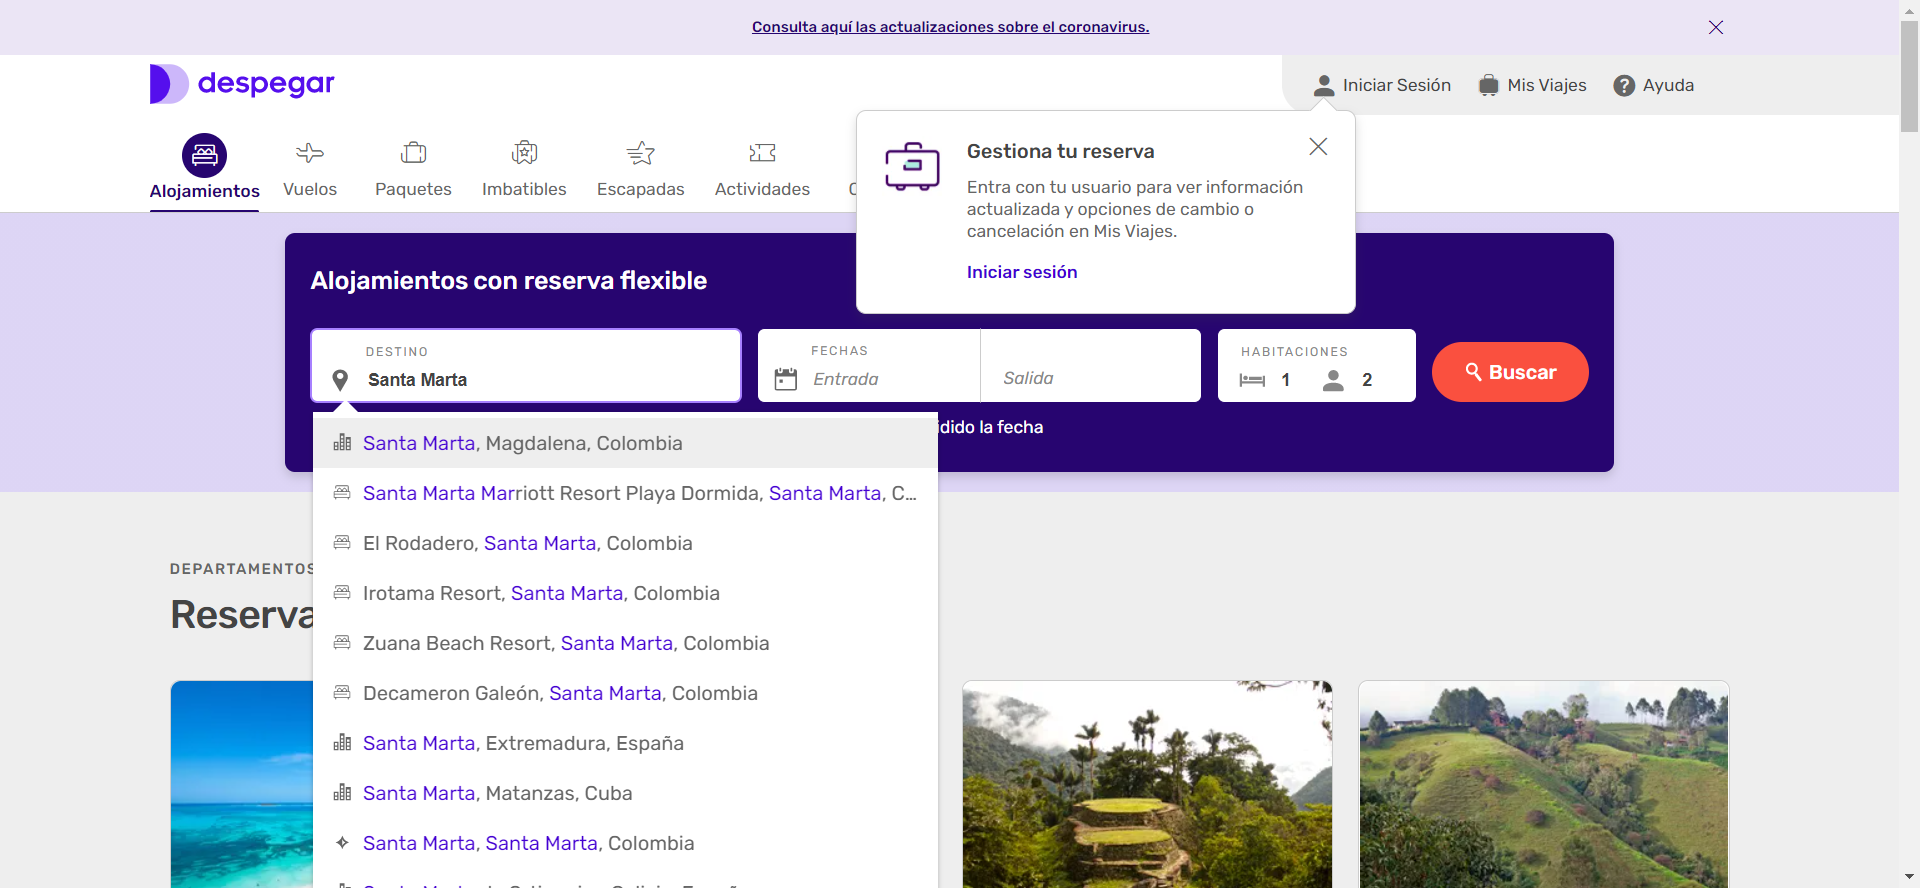 Consulta aquí las actualizaciones sobre el coronavirus.
despegar
Iniciar Sesión
Mis Viajes
Ayuda
Alojamientos
Vuelos
Paquetes
Imbatibles
Escapadas
Actividades
Gestiona tu reserva
Entra con tu usuario para ver información
actualizada y opciones de cambio o
cancelación en Mis Viajes.
Iniciar sesión
Alojamientos con reserva flexible
DESTINO
Santa Marta
FECHAS
Entrada
Salida
HABITACIONES
1
2
Buscar
la fecha
Santa Marta, Magdalena, Colombia
Santa Marta Marriott Resort Playa Dormida, Santa Marta, C...
El Rodadero, Santa Marta, Colombia
Irotama Resort, Santa Marta, Colombia
Zuana Beach Resort, Santa Marta, Colombia
Decameron Galeón, Santa Marta, Colombia
Santa Marta, Extremadura, España
Santa Marta, Matanzas, Cuba
Santa Marta, Santa Marta, Colombia
DEPARTAMENTOS
Reserva